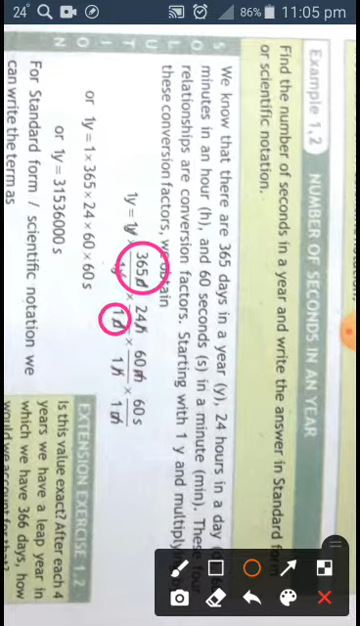 24° 86% 11:05 pm
Example 1.2 NUMBER OF SECONDS IN AN YEAR
Find the number of seconds in a year and write the answer in Standard form
or scientific notation.
S
O
U
T
I
O
N
We know that there are 365 days in a year (y), 24 hours in a day
minutes in an hour (h), and 60 seconds (s) in a minute (min). These four
relationships are conversion factors. Starting with 1 y and multiplying
these conversion factors, we obtain
1y = 1y × 365d × 24h × 60m × 60s
1d 1h 1m
or 1y = 1 × 365 × 24 × 60 × 60 s
or 1y = 31536000 s
For Standard form / scientific notation we
can write the term as
EXTENSION EXERCISE 1.2
Is this value exact? After each 4
years we have a leap year in
which we have 366 days, how
would we account for that?